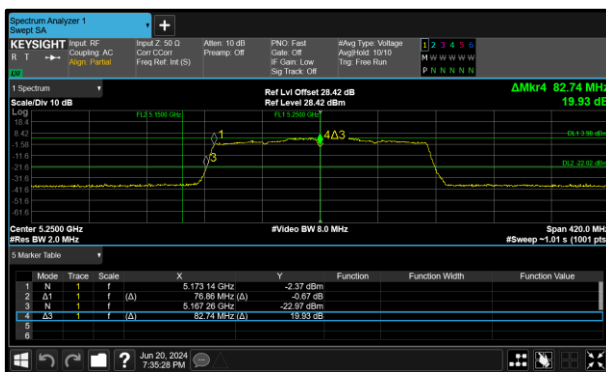 Spectrum Analyzer 1
Swept SA
KEYSIGHT Input: RF Input Z: 50 Ω Atten: 10 dB PNO: Fast #Avg Type: Voltage 1 2 3 4 5 6
R T Coupling: AC Corr CCorr Preamp: Off Gate: Off Avg|Hold: 10/10 M W W W W W
Align: Partial Freq Ref: Int (S) IF Gain: Low Trig: Free Run P N N N N N
Sig Track: Off
1 Spectrum
Ref Lvl Offset 28.42 dB ΔMkr4 82.74 MHz
Scale/Div 10 dB Ref Level 28.42 dBm 19.93 dB
Log
FL2 5.1500 GHz FL1 5.2500 GHz
18.4
8.42
DL1 3.98 dBm
1 4Δ3
-1.58
-11.6
3
-21.6
DL2 -22.02 dBm
-31.6
-41.6
-51.6
-61.6
Center 5.2500 GHz #Video BW 8.0 MHz Span 420.0 MHz
#Res BW 2.0 MHz #Sweep ~1.01 s (1001 pts)
5 Marker Table
Mode Trace Scale X Y Function Function Width Function Value
1 N 1 f 5.173 14 GHz -2.37 dBm
2 Δ1 1 f (Δ) 76.86 MHz (Δ) -0.67 dB
3 N 1 f 5.167 26 GHz -22.97 dBm
4 Δ3 1 f (Δ) 82.74 MHz (Δ) 19.93 dB
5
6
Jun 20, 2024
7:35:28 PM